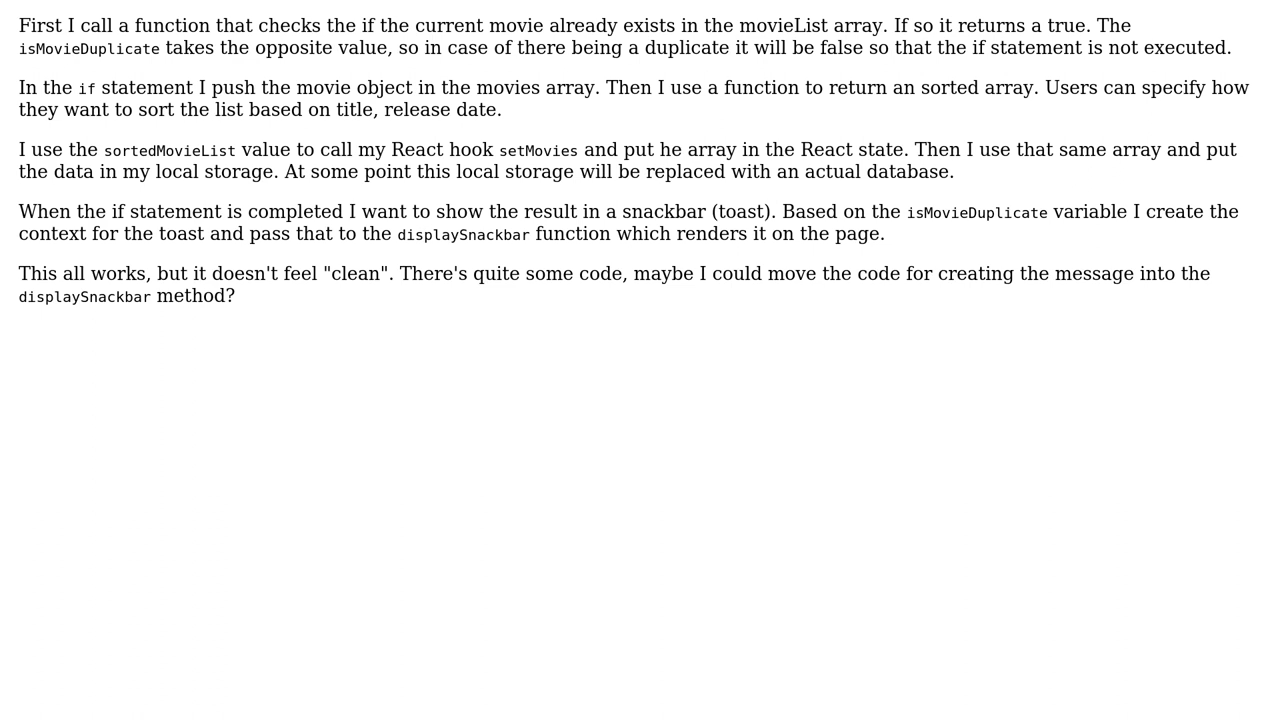 First I call a function that checks the if the current movie already exists in the movieList array. If so it returns a true. The
isMovieDuplicate takes the opposite value, so in case of there being a duplicate it will be false so that the if statement is not executed.
In the if statement I push the movie object in the movies array. Then I use a function to return an sorted array. Users can specify how
they want to sort the list based on title, release date.
I use the sortedMovieList value to call my React hook setMovies and put he array in the React state. Then I use that same array and put
the data in my local storage. At some point this local storage will be replaced with an actual database.
When the if statement is completed I want to show the result in a snackbar (toast). Based on the isMovieDuplicate variable I create the
context for the toast and pass that to the displaySnackbar function which renders it on the page.
This all works, but it doesn't feel "clean". There's quite some code, maybe I could move the code for creating the message into the
displaySnackbar method?